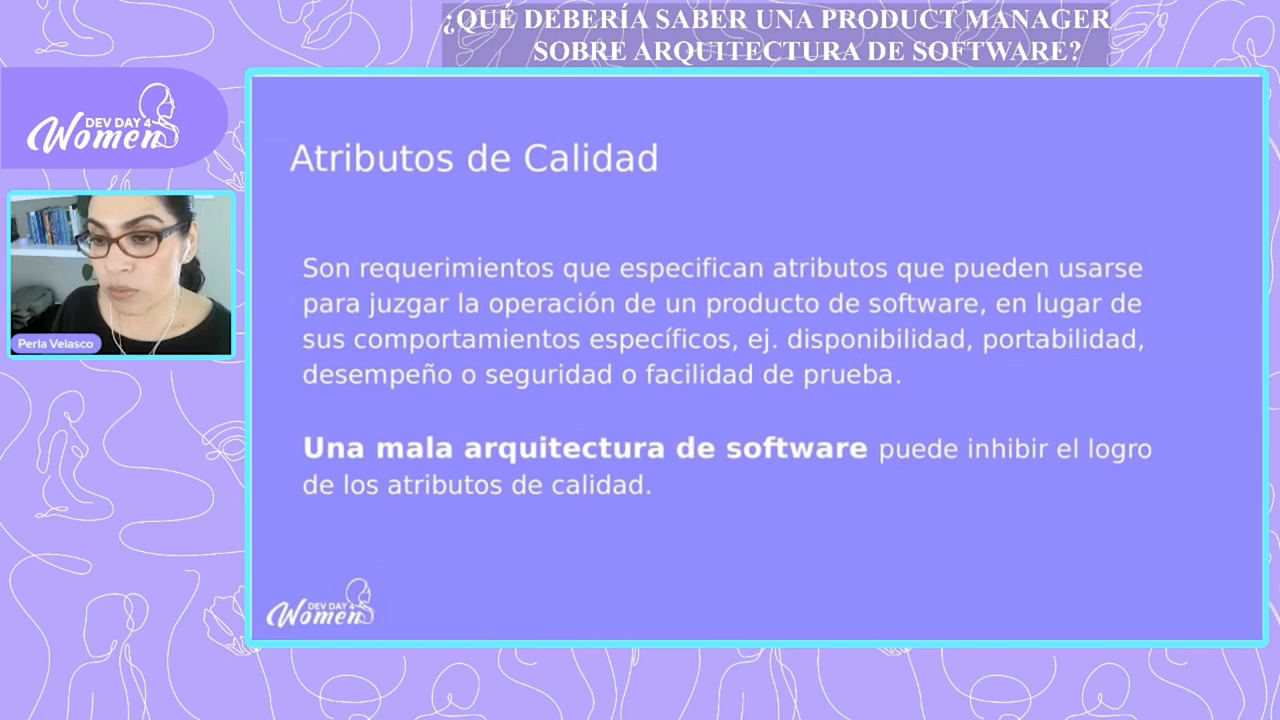 ¿QUÉ DEBERÍA SABER UNA PRODUCT MANAGER
SOBRE ARQUITECTURA DE SOFTWARE?
DEV DAY 4
Women
Perla Velasco
Atributos de Calidad
Son requerimientos que especifican atributos que pueden usarse
para juzgar la operación de un producto de software, en lugar de
sus comportamientos específicos, ej. disponibilidad, portabilidad,
desempeño o seguridad o facilidad de prueba.
Una mala arquitectura de software puede inhibir el logro
de los atributos de calidad.
DEV DAY 4
Women